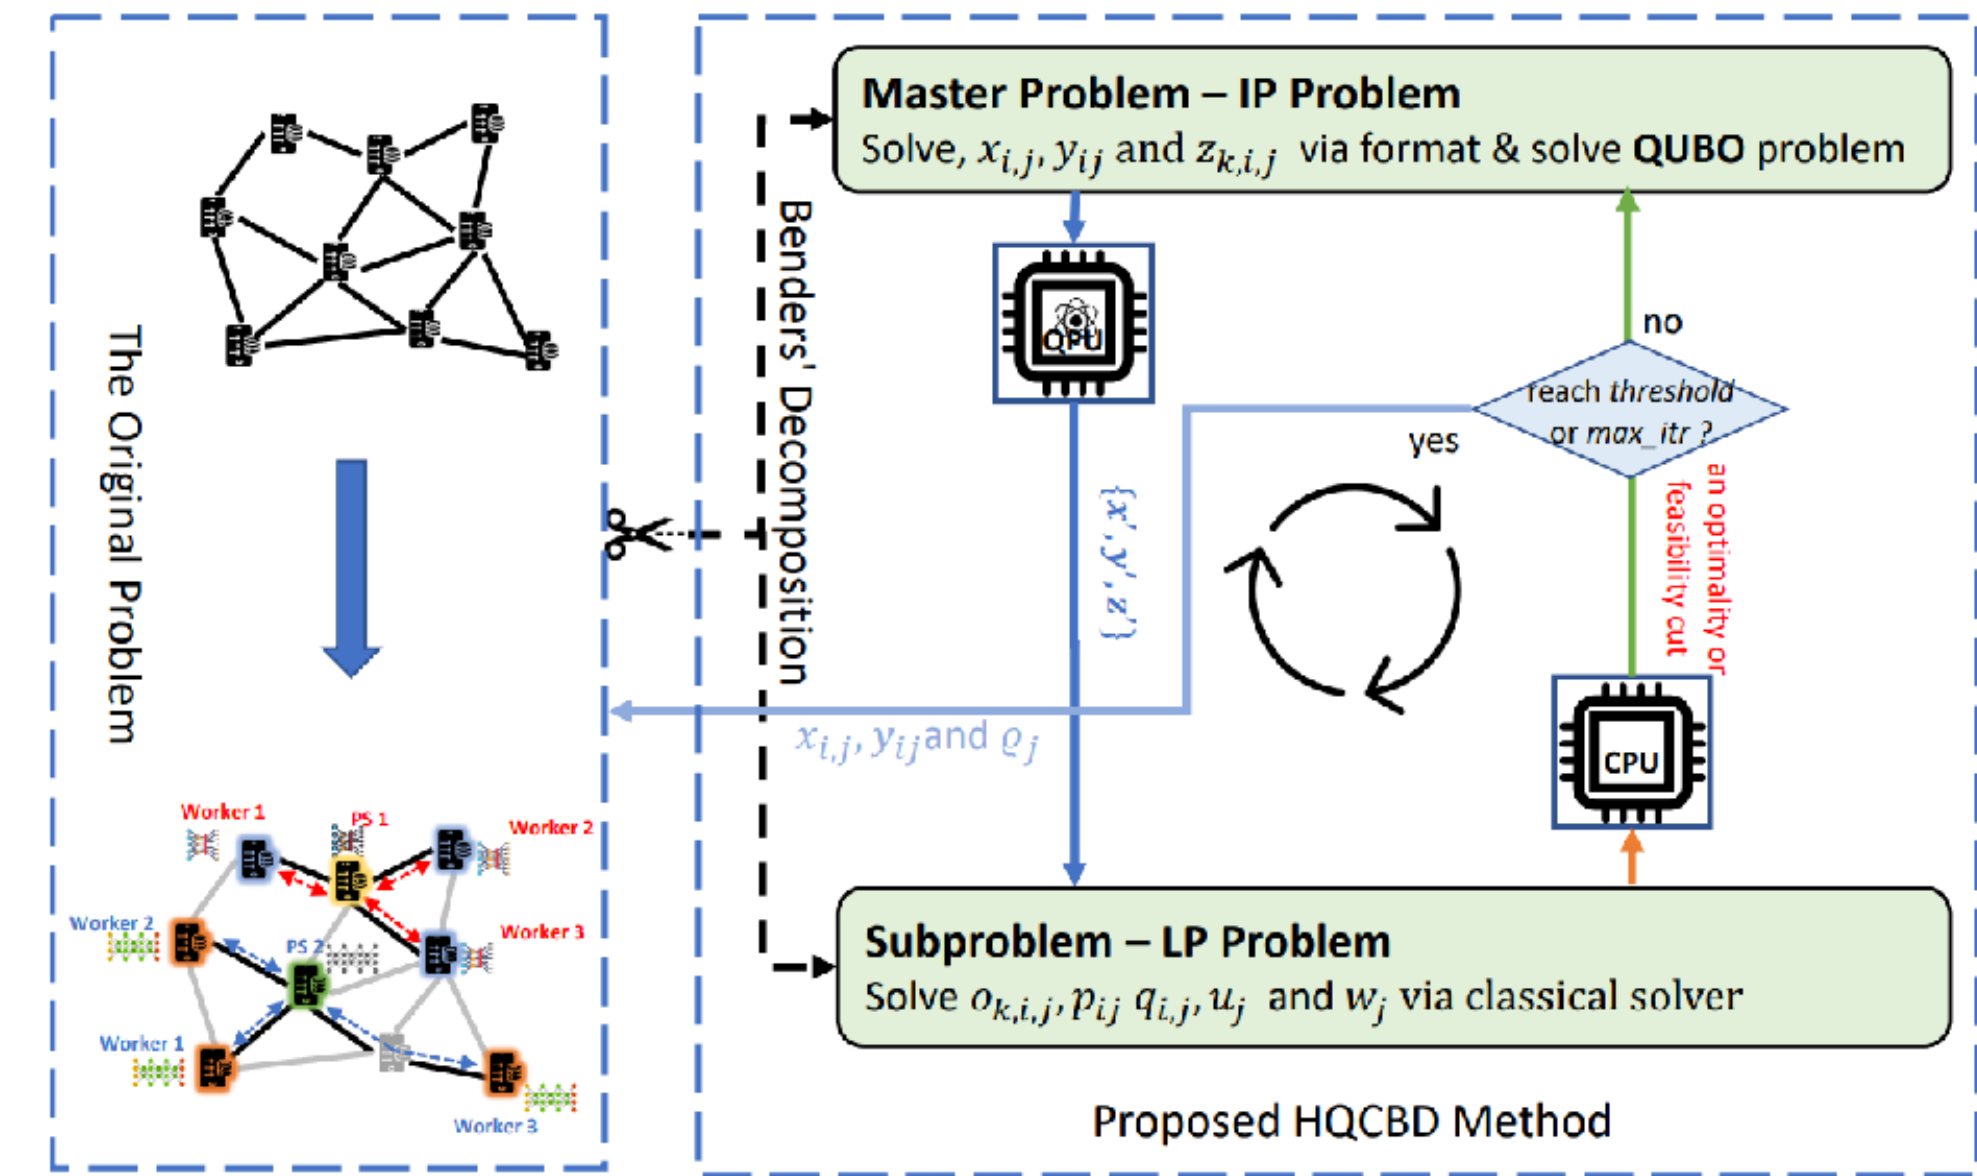 The Original Problem
Worker 1
PS 1
Worker 2
Worker 2
PS 2
Worker 3
Worker 1
Worker 3
Benders' Decomposition
Master Problem – IP Problem
Solve, x_{i,j}, y_{ij} and z_{k,i,j} via format & solve QUBO problem
QPU
no
reach threshold
or max_itr ?
yes
{x′, y′, z′}
an optimality or
feasibility cut
x_{i,j}, y_{ij} and ϱ_j
CPU
Subproblem – LP Problem
Solve o_{k,i,j}, p_{ij} q_{i,j}, u_j and w_j via classical solver
Proposed HQCBD Method